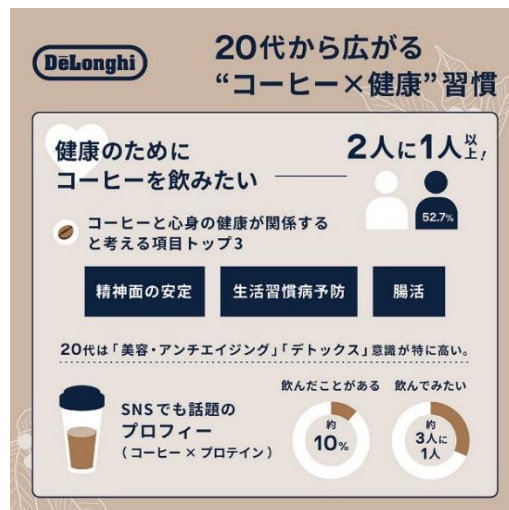 DēLonghi
20代から広がる
“コーヒー×健康”習慣
健康のために
コーヒーを飲みたい
2人に1人以上!
52.7%
コーヒーと心身の健康が関係する
と考える項目トップ3
精神面の安定
生活習慣病予防
腸活
20代は「美容・アンチエイジング」「デトックス」意識が特に高い。
SNSでも話題の
プロフィー
(コーヒー×プロテイン)
飲んだことがある
約
10%
飲んでみたい
約
3人に
1人